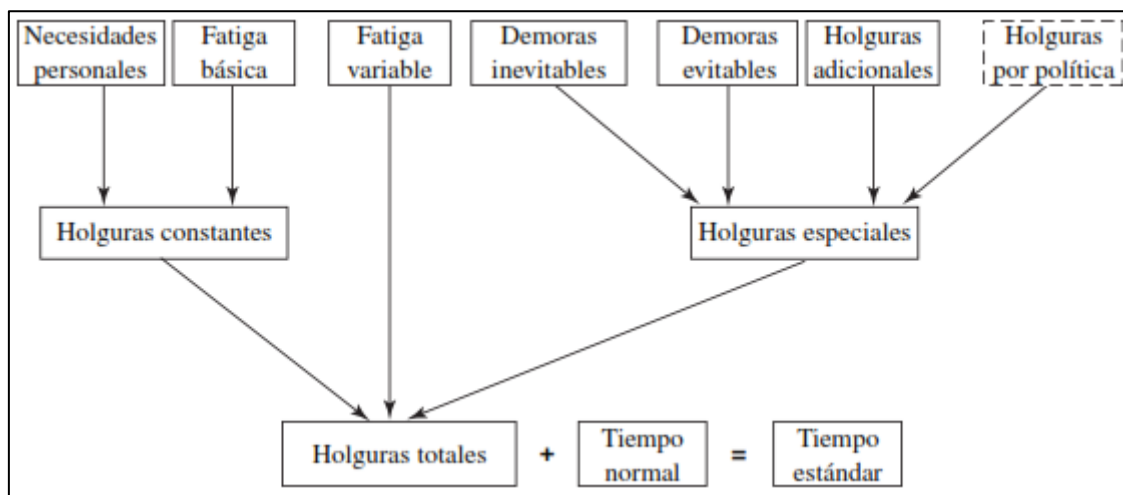 Necesidades
personales
Fatiga
básica
Fatiga
variable
Demoras
inevitables
Demoras
evitables
Holguras
adicionales
Holguras
por política
Holguras constantes
Holguras especiales
Holguras totales
+
Tiempo
normal
=
Tiempo
estándar